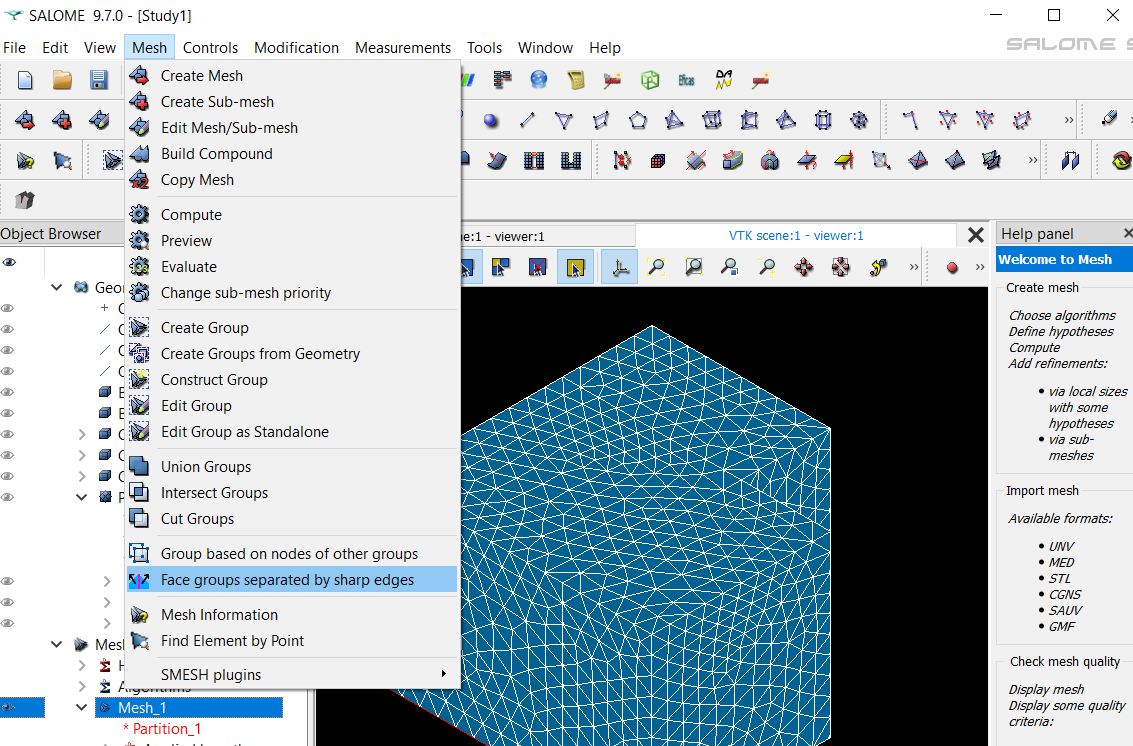 SALOME 9.7.0 - [Study1]
File Edit View Mesh Controls Modification Measurements Tools Window Help
SALOME
Create Mesh
Create Sub-mesh
Edit Mesh/Sub-mesh
Build Compound
Copy Mesh
Compute
Preview
Evaluate
Change sub-mesh priority
Create Group
Create Groups from Geometry
Construct Group
Edit Group
Edit Group as Standalone
Union Groups
Intersect Groups
Cut Groups
Group based on nodes of other groups
Face groups separated by sharp edges
Mesh Information
Find Element by Point
SMESH plugins
Eficas
Object Browser
Mesh_1
* Partition_1
Algorithms
ne:1 - viewer:1
VTK scene:1 - viewer:1
Help panel
Welcome to Mesh
Create mesh
Choose algorithms
Define hypotheses
Compute
Add refinements:
• via local sizes
with some
hypotheses
• via sub-
meshes
Import mesh
Available formats:
• UNV
• MED
• STL
• CGNS
• SAUV
• GMF
Check mesh quality
Display mesh
Display some quality
criteria: